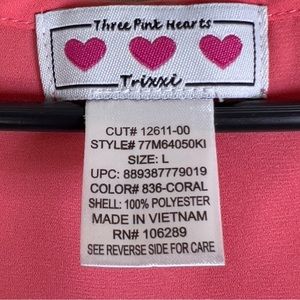 Three Pink Hearts
Trixxi
CUT# 12611-00
STYLE# 77M64050KI
SIZE: L
UPC: 889387779019
COLOR# 836-CORAL
SHELL: 100% POLYESTER
MADE IN VIETNAM
RN# 106289
SEE REVERSE SIDE FOR CARE